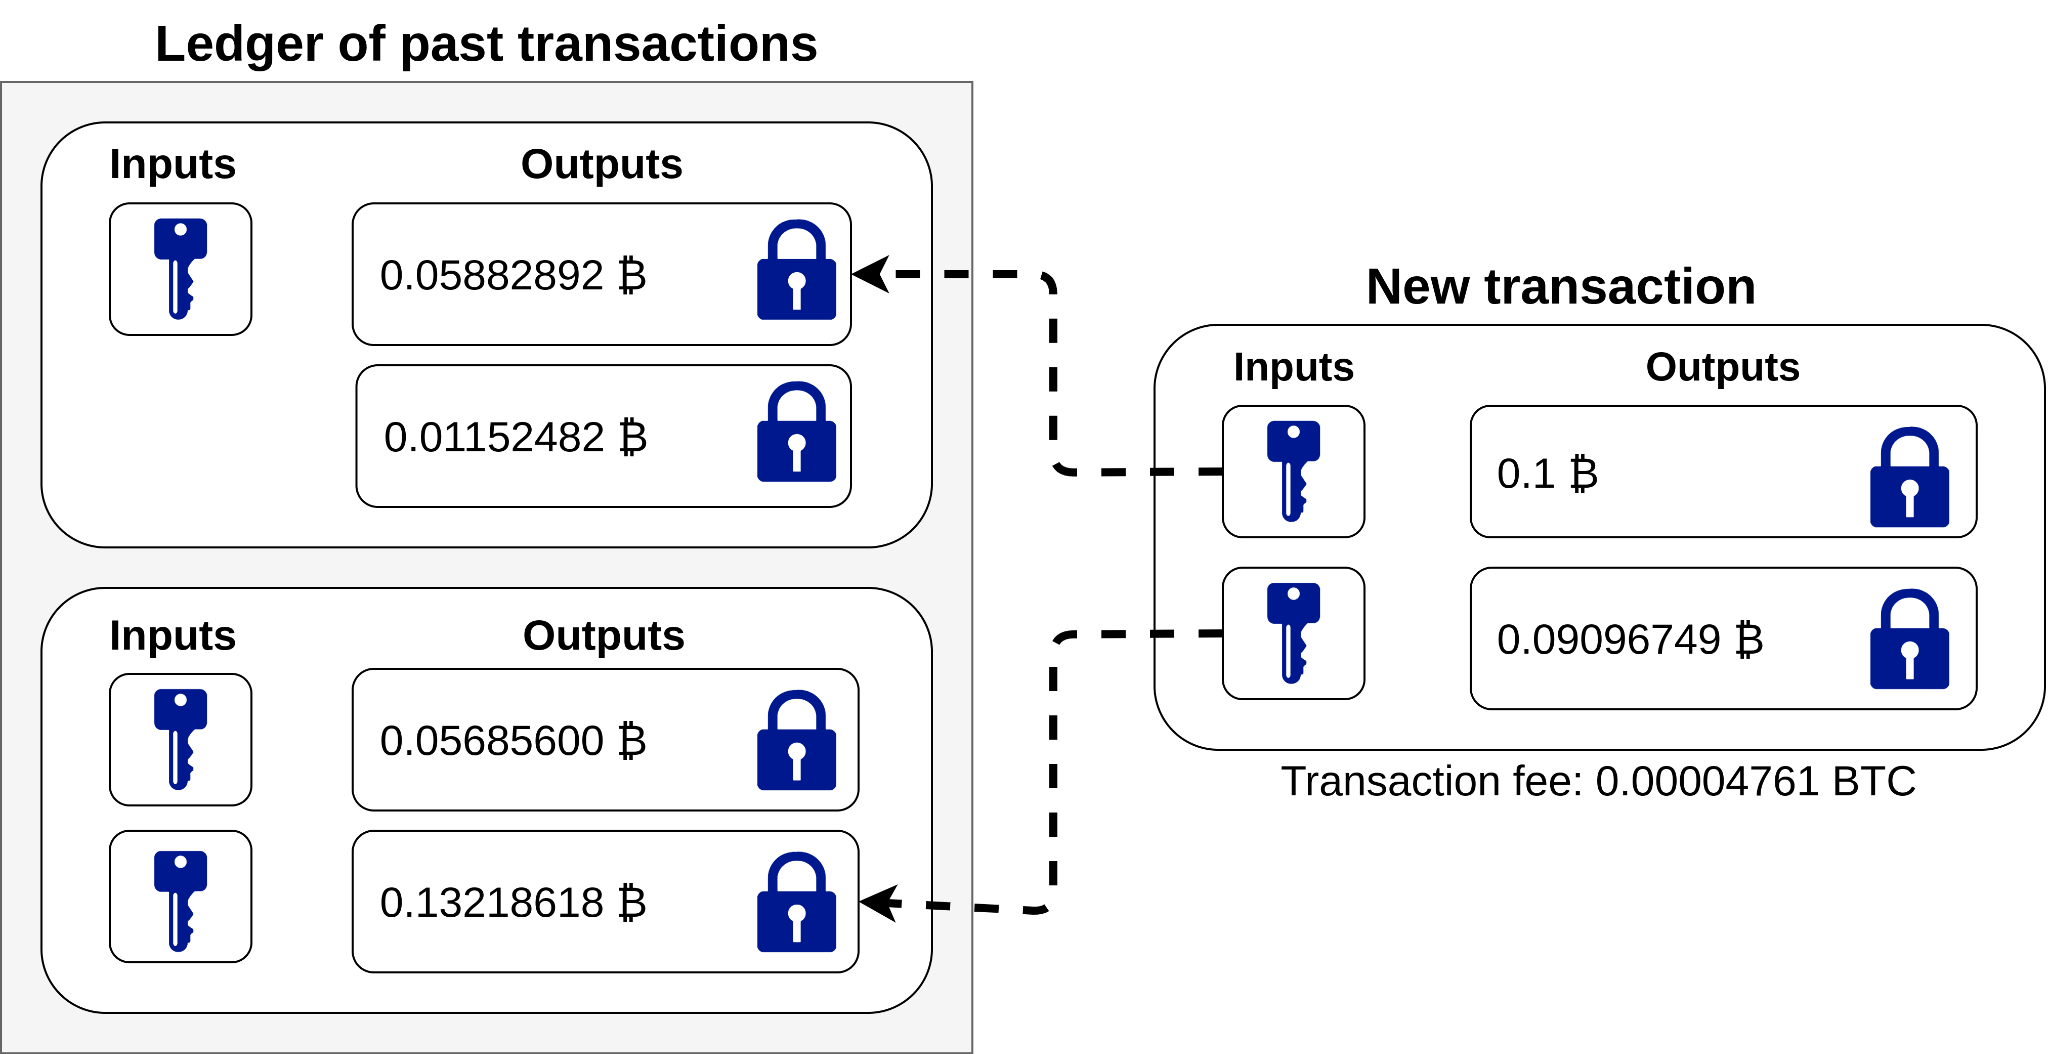 Ledger of past transactions
Inputs
Outputs
0.05882892 ₿
0.01152482 ₿
Inputs
Outputs
0.05685600 ₿
0.13218618 ₿
New transaction
Inputs
Outputs
0.1 ₿
0.09096749 ₿
Transaction fee: 0.00004761 BTC